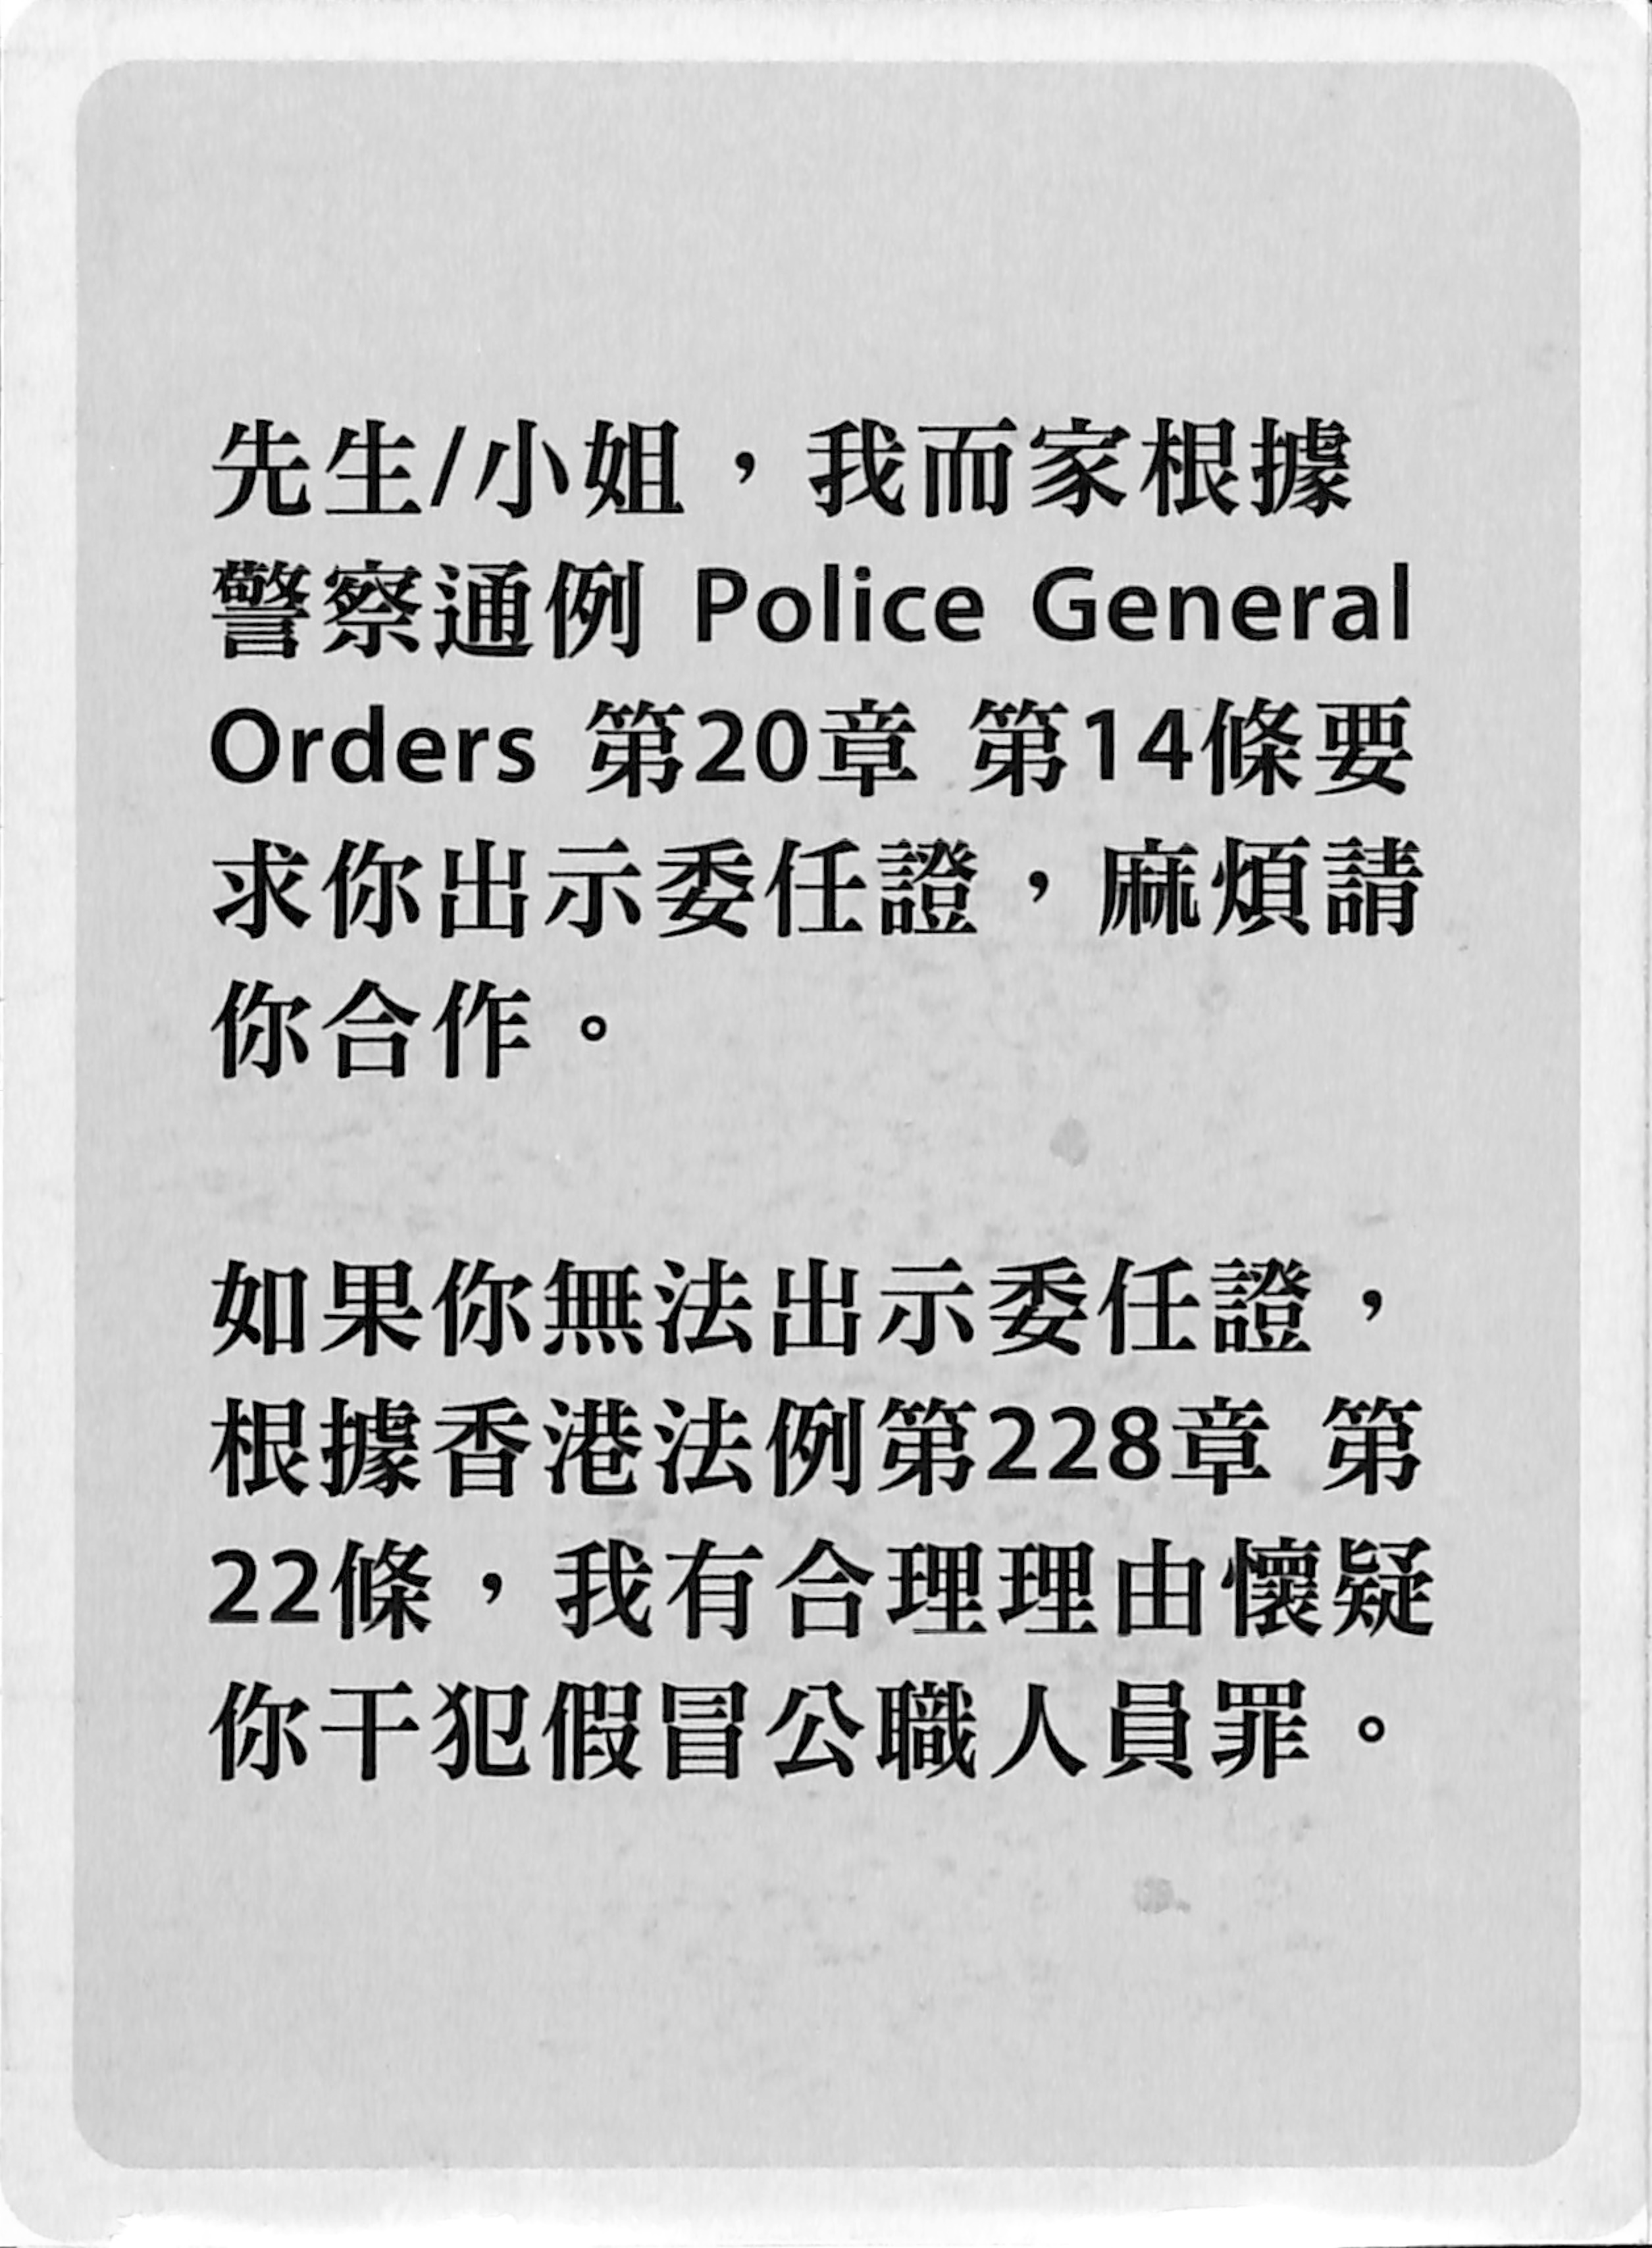 先生/小姐，我而家根據
警察通例 Police General
Orders 第20章 第14條要
求你出示委任證，麻煩請
你合作。
如果你無法出示委任證，
根據香港法例第228章 第
22條，我有合理理由懷疑
你干犯假冒公職人員罪。